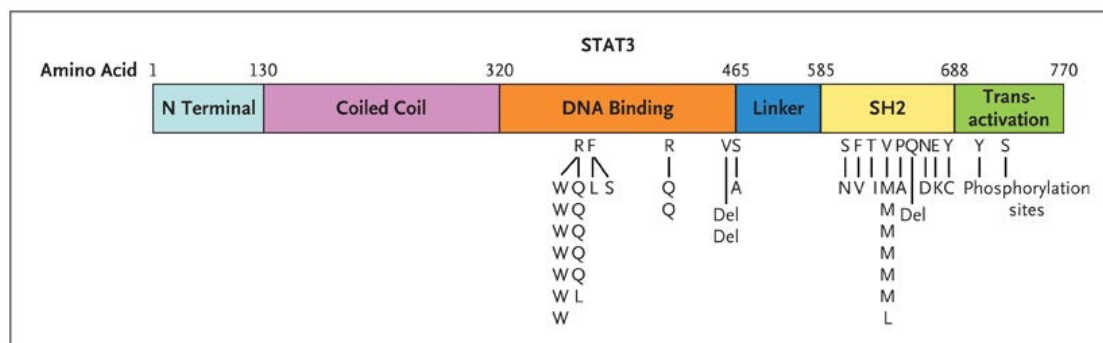 STAT3
Amino Acid 1 130 320 465 585 688 770
N Terminal Coiled Coil DNA Binding Linker SH2 Trans-
activation
R F R V S S F T V P Q N E Y Y S
W Q L S Q A N V I M A D K C Phosphorylation
W Q Q Del M Del sites
W Q Del M
W Q M
W Q M
W L M
W L